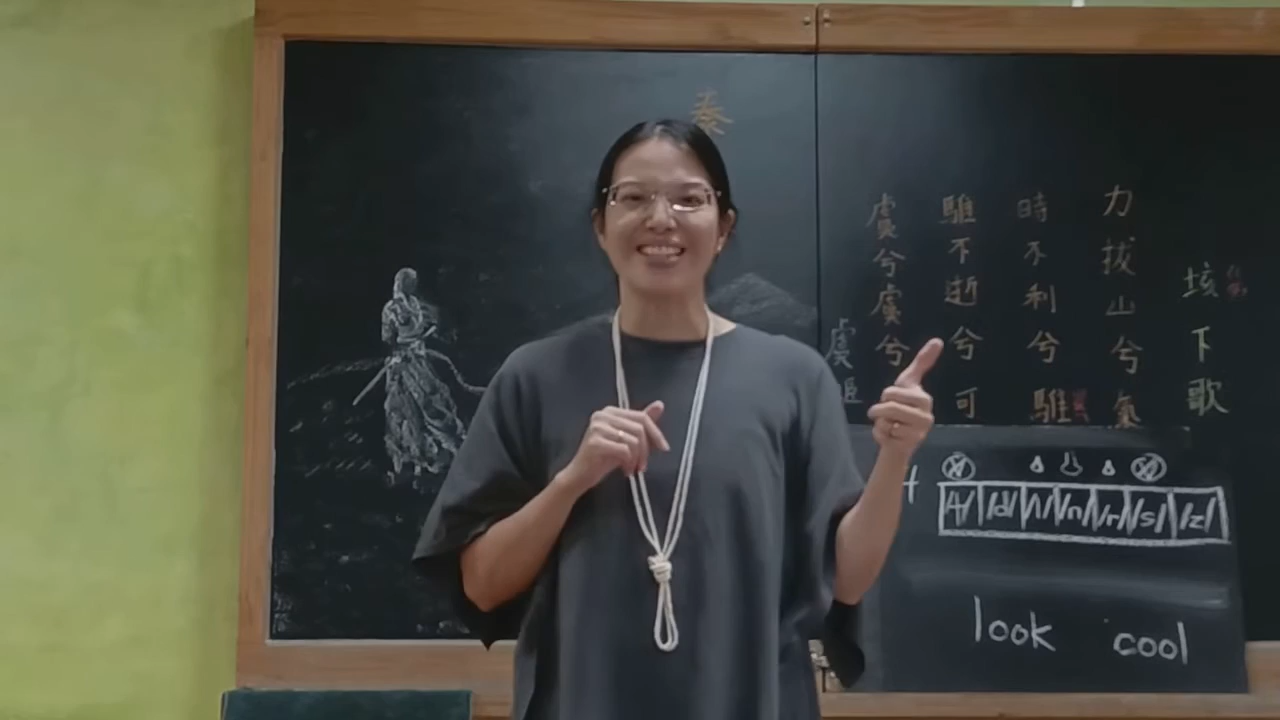 秦
垓下歌
力拔山兮氣
時不利兮騅
騅不逝兮可
虞兮虞兮
虞姬
/d/ /l/ /n/ /r/ /s/ /z/
look cool